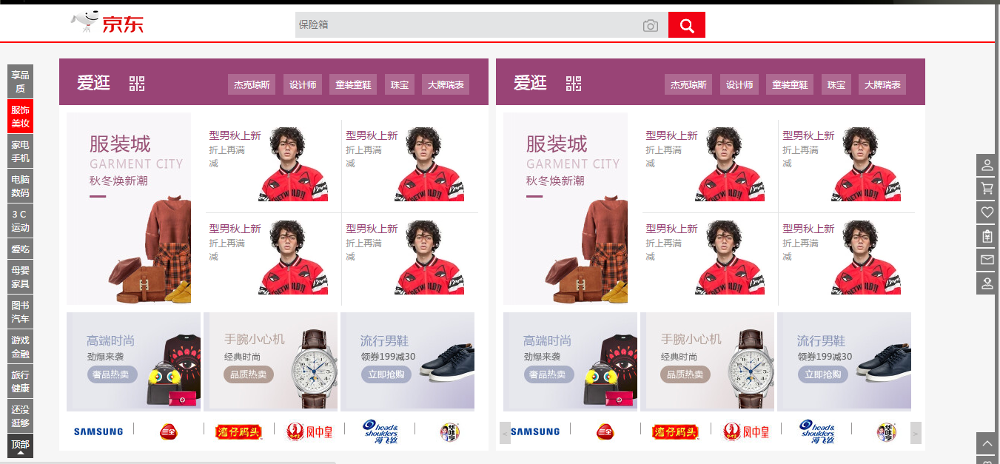 京东
保险箱
享品
质
服饰
美妆
家电
手机
电脑
数码
3 C
运动
爱吃
母婴
家具
图书
汽车
游戏
金融
旅行
健康
还没
逛够
顶部
爱逛
杰克琼斯
设计师
童装童鞋
珠宝
大牌瑞表
服装城
GARMENT CITY
秋冬焕新潮
型男秋上新
折上再满
减
型男秋上新
折上再满
减
型男秋上新
折上再满
减
型男秋上新
折上再满
减
高端时尚
劲爆来袭
奢品热卖
手腕小心机
经典时尚
品质热卖
流行男鞋
领券199减30
立即抢购
SAMSUNG
三全
湾仔码头
凤中皇
head&
shoulders
海飞丝
华味亨
爱逛
杰克琼斯
设计师
童装童鞋
珠宝
大牌瑞表
服装城
GARMENT CITY
秋冬焕新潮
型男秋上新
折上再满
减
型男秋上新
折上再满
减
型男秋上新
折上再满
减
型男秋上新
折上再满
减
高端时尚
劲爆来袭
奢品热卖
手腕小心机
经典时尚
品质热卖
流行男鞋
领券199减30
立即抢购
<
SAMSUNG
三全
湾仔码头
凤中皇
head&
shoulders
海飞丝
华味亨
>